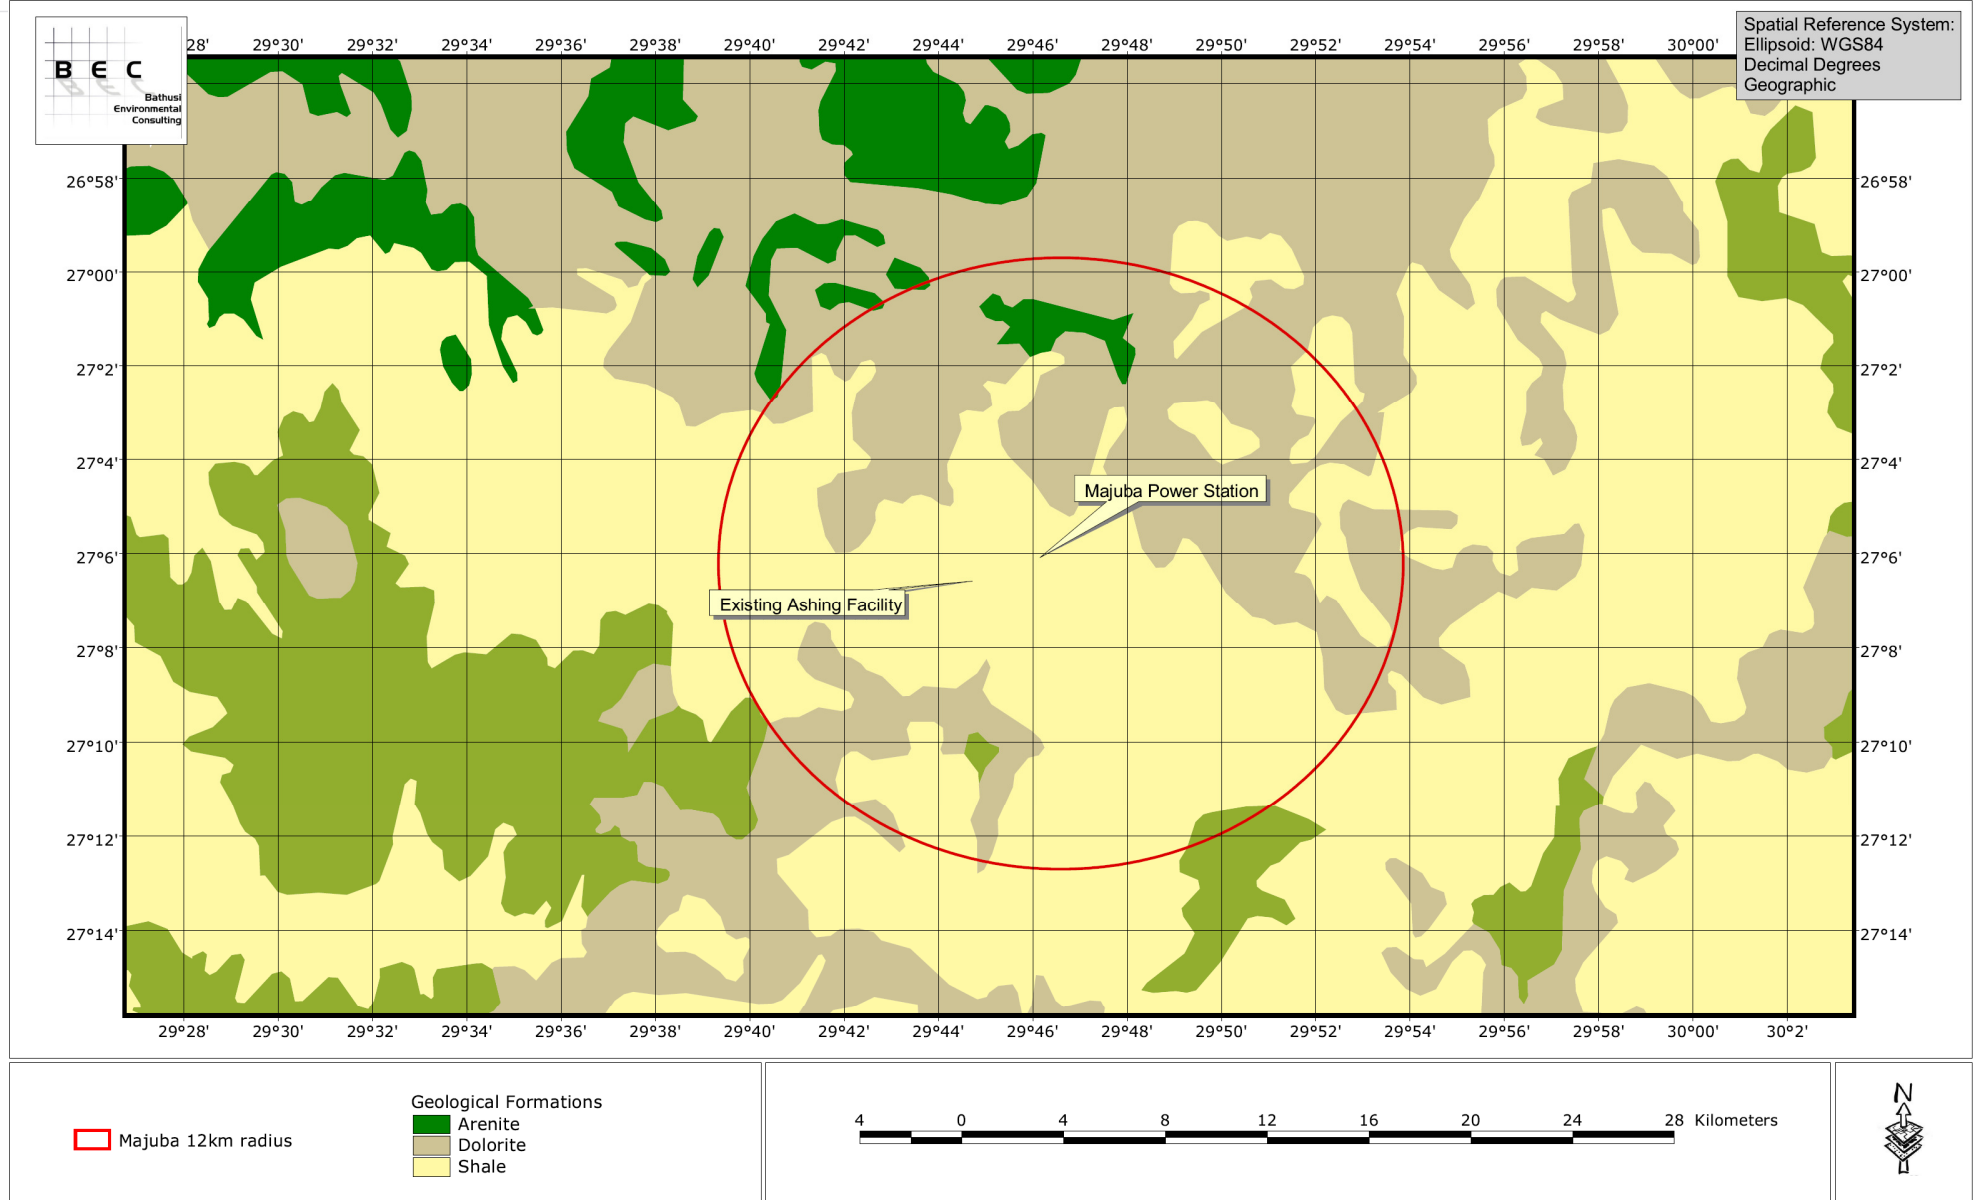 B E C
Bathusi
Environmental
Consulting
Spatial Reference System:
Ellipsoid: WGS84
Decimal Degrees
Geographic
28' 29°30' 29°32' 29°34' 29°36' 29°38' 29°40' 29°42' 29°44' 29°46' 29°48' 29°50' 29°52' 29°54' 29°56' 29°58' 30°00'
26°58' 26°58'
27°00' 27°00'
27°2' 27°2'
27°4' 27°4'
Majuba Power Station
27°6' 27°6'
Existing Ashing Facility
27°8' 27°8'
27°10' 27°10'
27°12' 27°12'
27°14' 27°14'
29°28' 29°30' 29°32' 29°34' 29°36' 29°38' 29°40' 29°42' 29°44' 29°46' 29°48' 29°50' 29°52' 29°54' 29°56' 29°58' 30°00' 30°2'
Majuba 12km radius
Geological Formations
Arenite
Dolorite
Shale
4 0 4 8 12 16 20 24 28 Kilometers
N